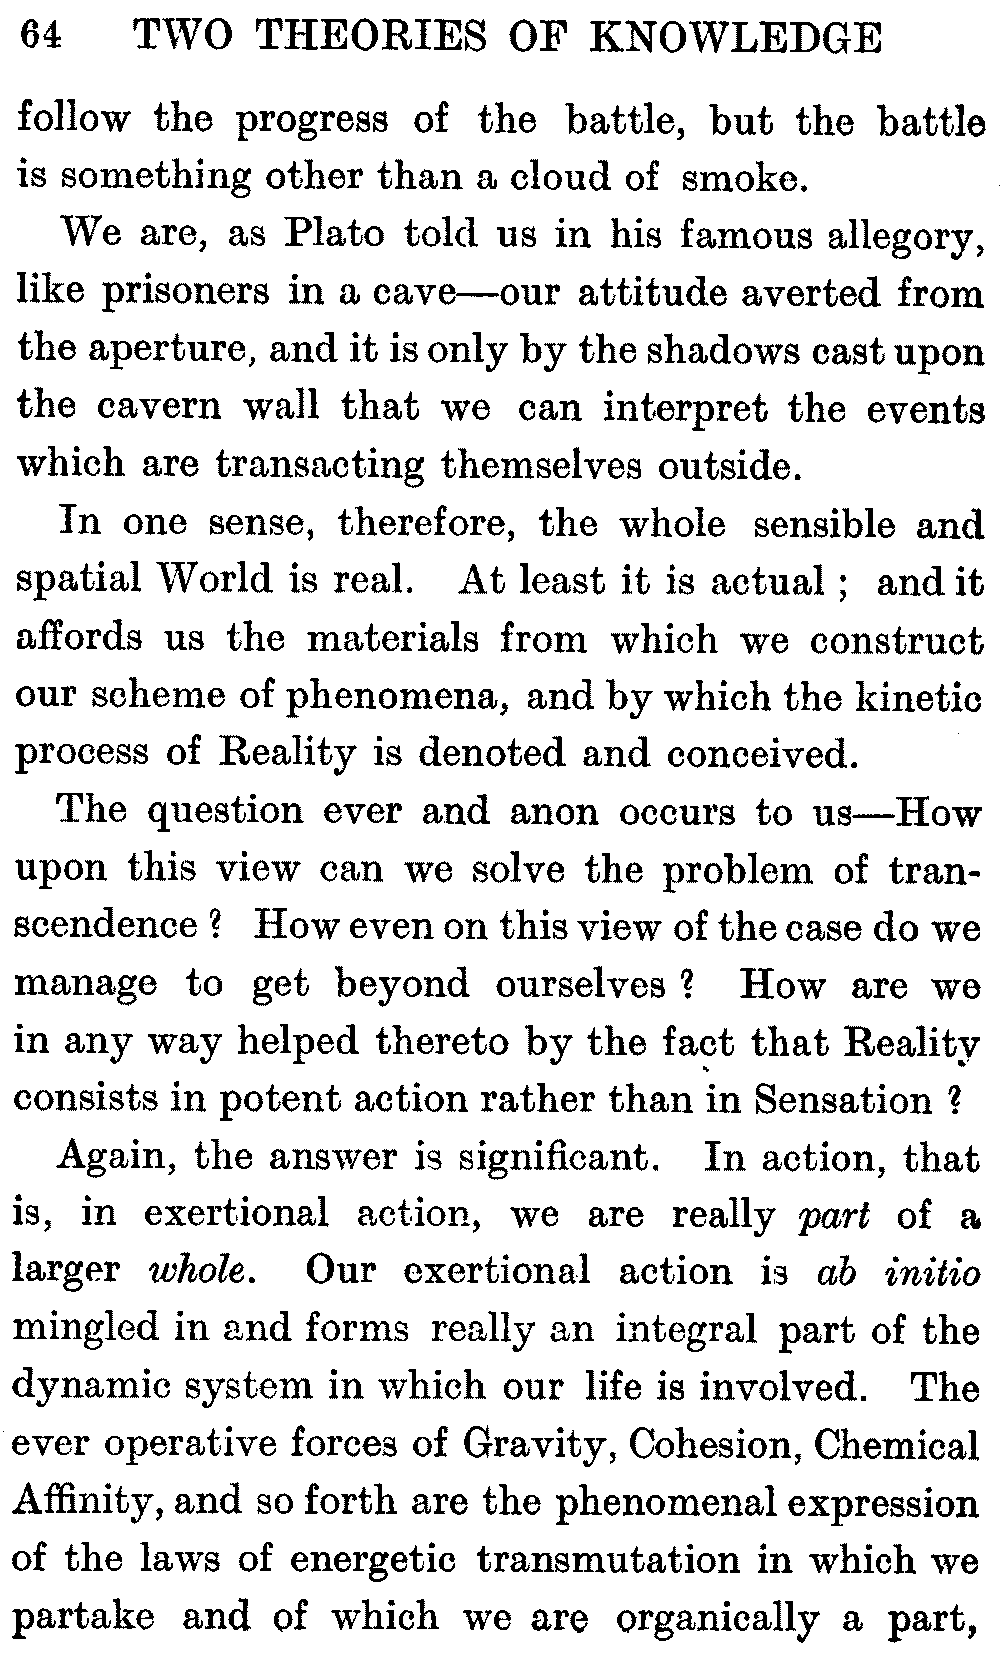 64 TWO THEORIES OF KNOWLEDGE
follow the progress of the battle, but the battle
is something other than a cloud of smoke.
We are, as Plato told us in his famous allegory,
like prisoners in a cave—our attitude averted from
the aperture, and it is only by the shadows cast upon
the cavern wall that we can interpret the events
which are transacting themselves outside.
In one sense, therefore, the whole sensible and
spatial World is real. At least it is actual ; and it
affords us the materials from which we construct
our scheme of phenomena, and by which the kinetic
process of Reality is denoted and conceived.
The question ever and anon occurs to us—How
upon this view can we solve the problem of tran-
scendence ? How even on this view of the case do we
manage to get beyond ourselves ? How are we
in any way helped thereto by the fact that Reality
consists in potent action rather than in Sensation ?
Again, the answer is significant. In action, that
is, in exertional action, we are really part of a
larger whole. Our exertional action is ab initio
mingled in and forms really an integral part of the
dynamic system in which our life is involved. The
ever operative forces of Gravity, Cohesion, Chemical
Affinity, and so forth are the phenomenal expression
of the laws of energetic transmutation in which we
partake and of which we are organically a part,